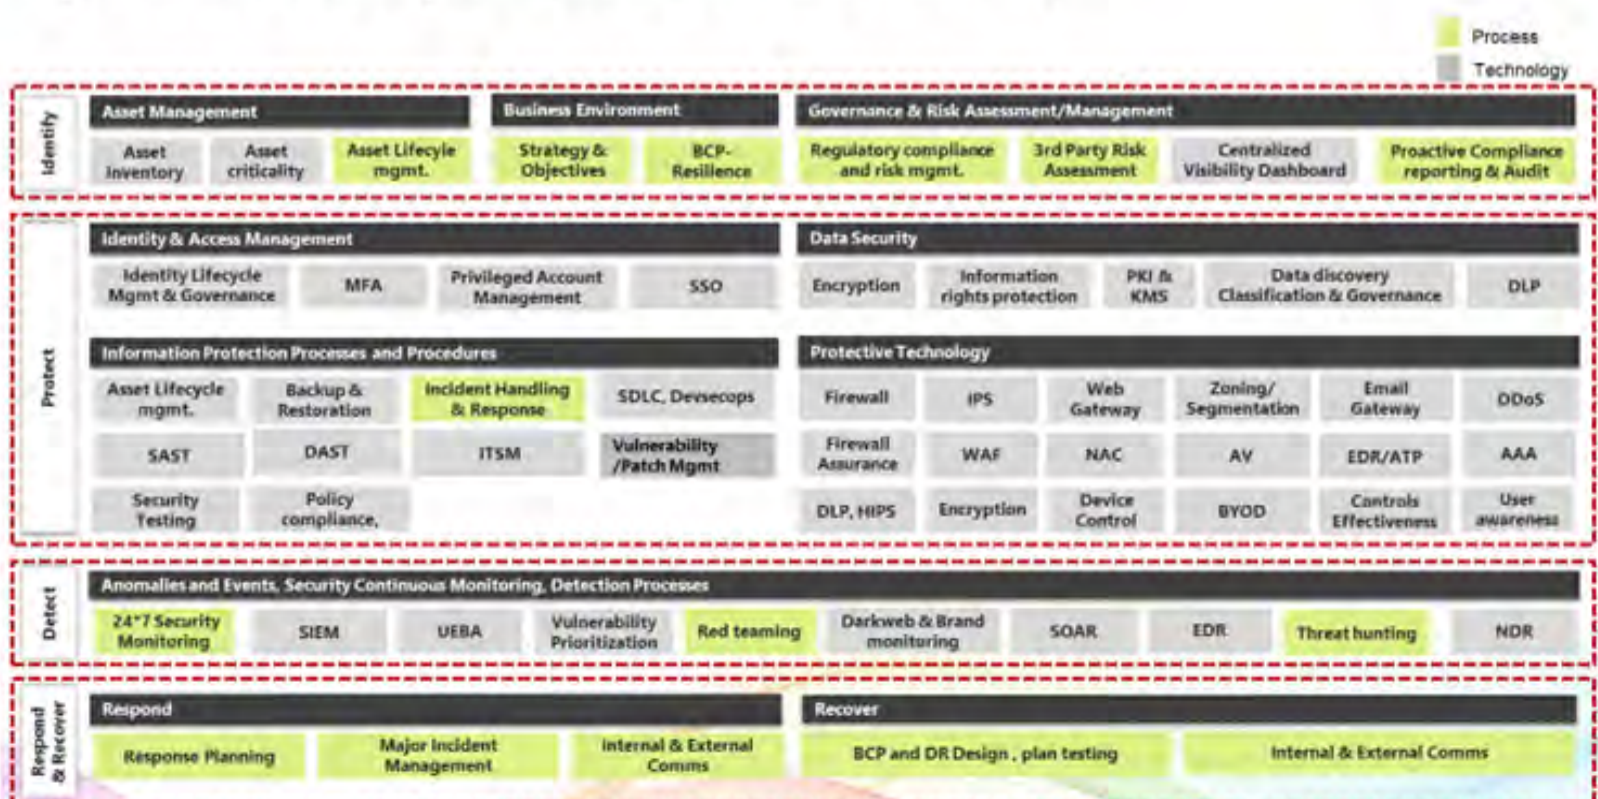 Process
Technology
Identify
Asset Management
Business Environment
Governance & Risk Assessment/Management
Asset
Inventory
Asset
criticality
Asset Lifecyle
mgmt.
Strategy &
Objectives
BCP-
Resilience
Regulatory compliance
and risk mgmt.
3rd Party Risk
Assessment
Centralized
Visibility Dashboard
Proactive Compliance
reporting & Audit
Protect
Identity & Access Management
Identity Lifecycle
Mgmt & Governance
MFA
Privileged Account
Management
SSO
Data Security
Encryption
Information
rights protection
PKI &
KMS
Data discovery
Classification & Governance
DLP
Information Protection Processes and Procedures
Asset Lifecycle
mgmt.
Backup &
Restoration
Incident Handling
& Response
SDLC, Devsecops
SAST
DAST
ITSM
Vulnerability
/Patch Mgmt
Security
Testing
Policy
compliance,
Protective Technology
Firewall
IPS
Web
Gateway
Zoning/
Segmentation
Email
Gateway
DDoS
Firewall
Assurance
WAF
NAC
AV
EDR/ATP
AAA
DLP, HIPS
Encryption
Device
Control
BYOD
Controls
Effectiveness
User
awareness
Detect
Anomalies and Events, Security Continuous Monitoring, Detection Processes
24*7 Security
Monitoring
SIEM
UEBA
Vulnerability
Prioritization
Red teaming
Darkweb & Brand
monitoring
SOAR
EDR
Threat hunting
NDR
Respond
& Recover
Respond
Response Planning
Major Incident
Management
Internal & External
Comms
Recover
BCP and DR Design , plan testing
Internal & External Comms